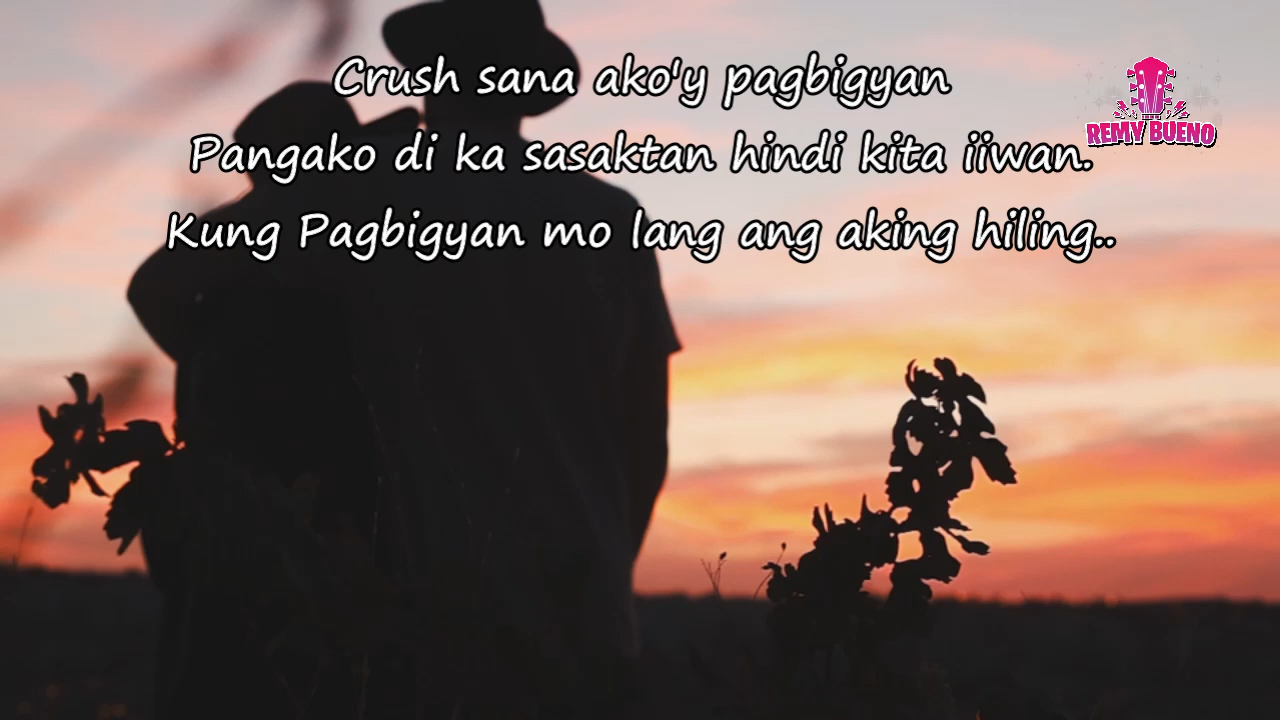 Crush sana ako'y pagbigyan
REMY BUENO
Pangako di ka sasaktan hindi kita iiwan.
Kung Pagbigyan mo lang ang aking hiling..